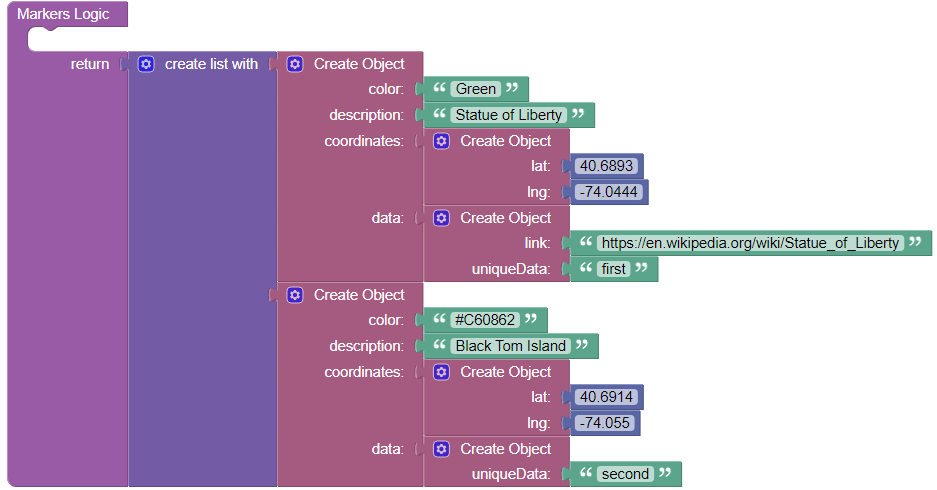 Markers Logic
return create list with Create Object
color: “ Green ”
description: “ Statue of Liberty ”
coordinates: Create Object
lat: 40.6893
lng: -74.0444
data: Create Object
link: “ https://en.wikipedia.org/wiki/Statue_of_Liberty ”
uniqueData: “ first ”
Create Object
color: “ #C60862 ”
description: “ Black Tom Island ”
coordinates: Create Object
lat: 40.6914
lng: -74.055
data: Create Object
uniqueData: “ second ”